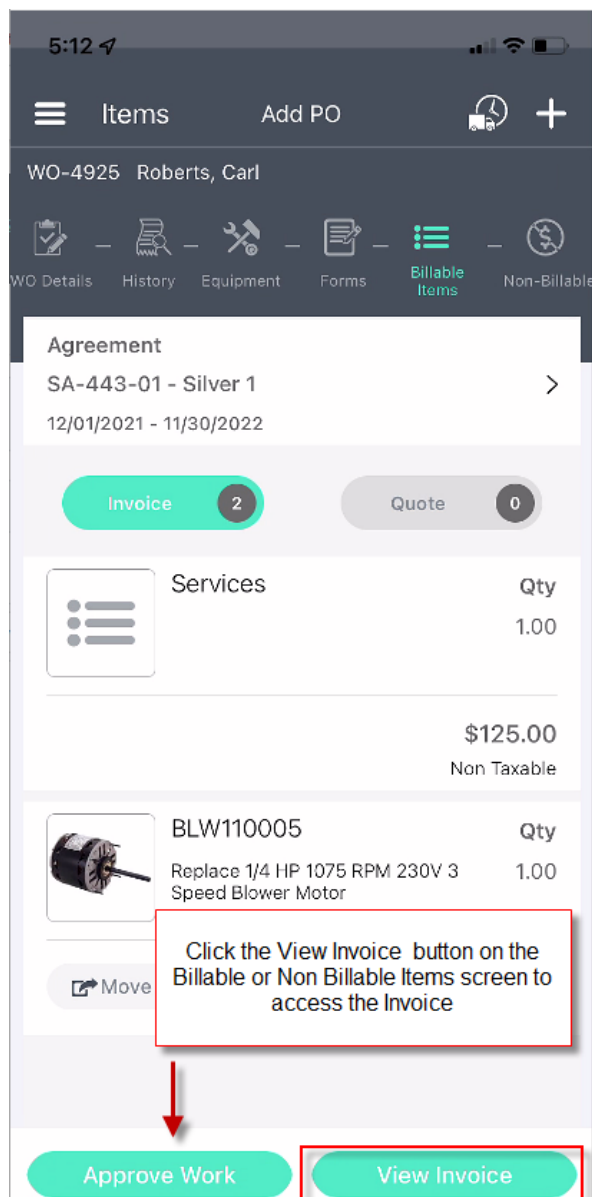 5:12
Items Add PO
WO-4925 Roberts, Carl
WO Details History Equipment Forms Billable Items Non-Billable
Agreement
SA-443-01 - Silver 1
12/01/2021 - 11/30/2022
Invoice 2 Quote 0
Services Qty
1.00
$125.00
Non Taxable
BLW110005 Qty
Replace 1/4 HP 1075 RPM 230V 3 1.00
Speed Blower Motor
Click the View Invoice button on the
Billable or Non Billable Items screen to
access the Invoice
Move
Approve Work View Invoice